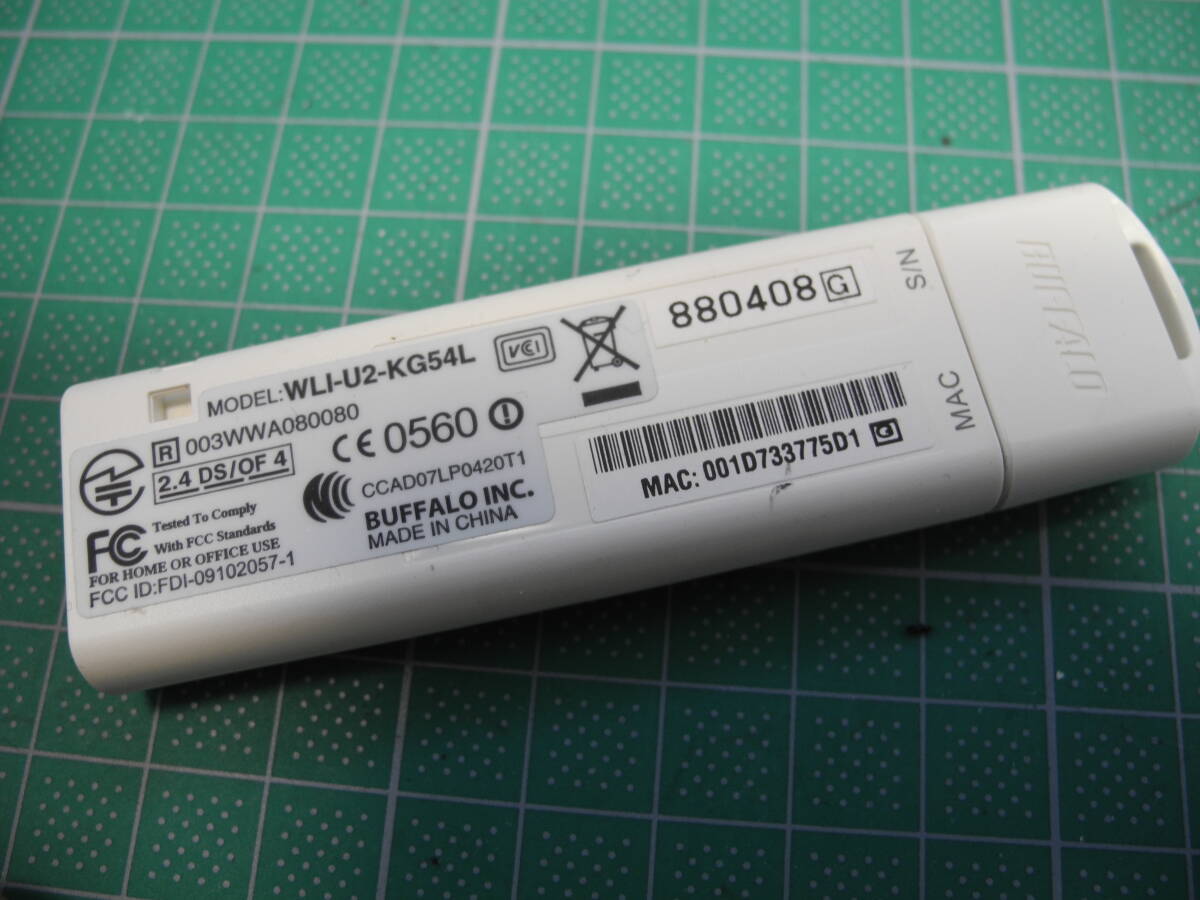 MODEL:WLI-U2-KG54L
VCCI
R 003WWA080080
2.4 DS/OF 4
CE 0560
FC
Tested To Comply
With FCC Standards
FOR HOME OR OFFICE USE
FCC ID:FDI-09102057-1
CCAD07LP0420T1
BUFFALO INC.
MADE IN CHINA
880408 G
S/N
MAC: 001D733775D1 G
MAC
BUFFALO